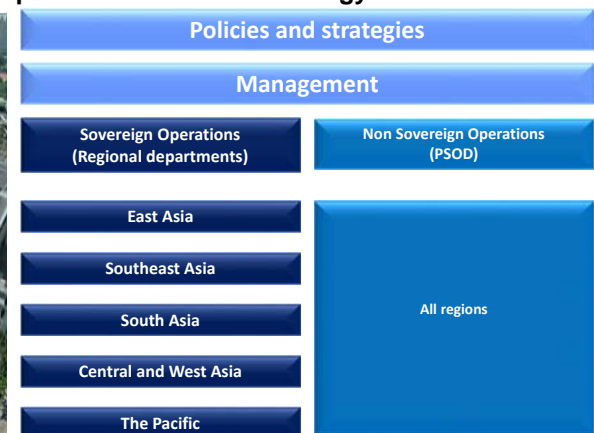 Policies and strategies
Management
Sovereign Operations
(Regional departments)
Non Sovereign Operations
(PSOD)
East Asia
Southeast Asia
South Asia
Central and West Asia
The Pacific
All regions